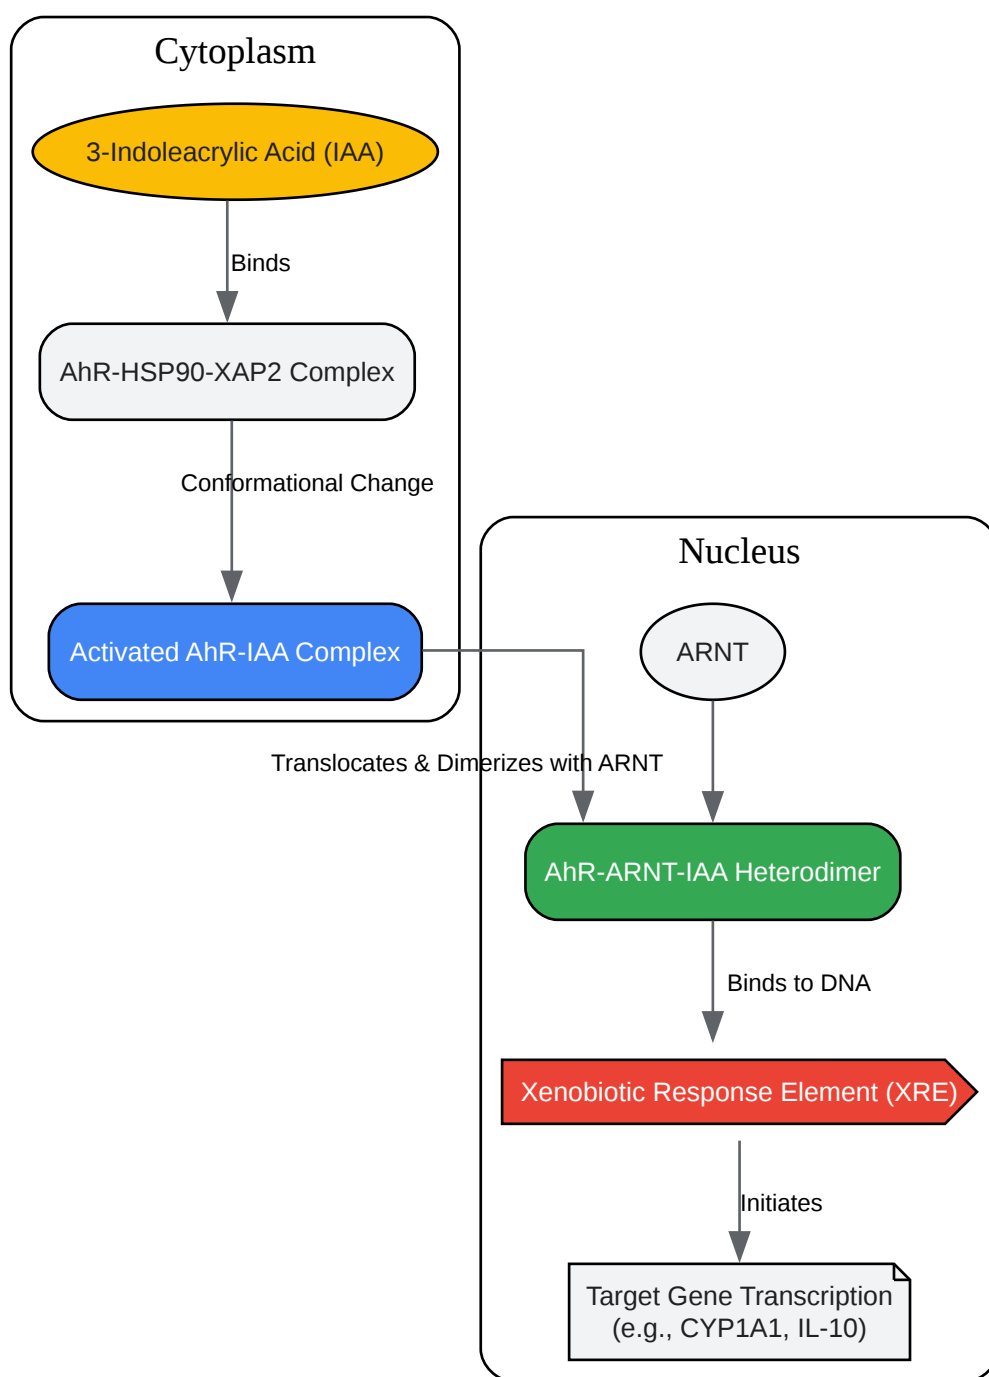 Cytoplasm
3-Indoleacrylic Acid (IAA)
Binds
AhR-HSP90-XAP2 Complex
Conformational Change
Activated AhR-IAA Complex
Nucleus
ARNT
Translocates & Dimerizes with ARNT
AhR-ARNT-IAA Heterodimer
Binds to DNA
Xenobiotic Response Element (XRE)
Initiates
Target Gene Transcription
(e.g., CYP1A1, IL-10)